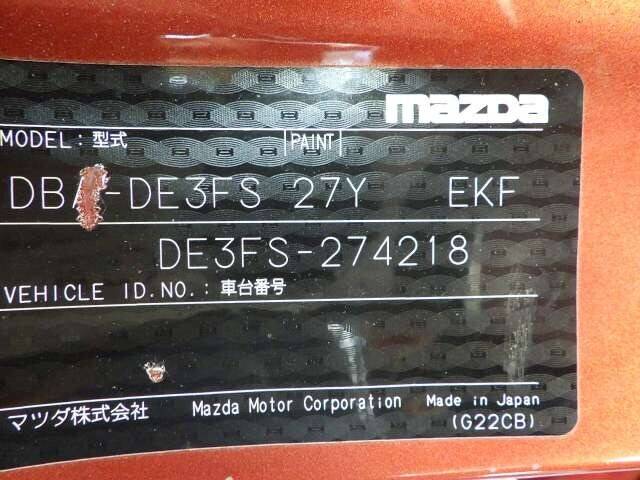 mazda
MODEL : 型式 PAINT
-DE3FS 27Y EKF
DE3FS-274218
VEHICLE ID.NO. : 車台番号
マツダ株式会社 Mazda Motor Corporation Made in Japan
(G22CB)